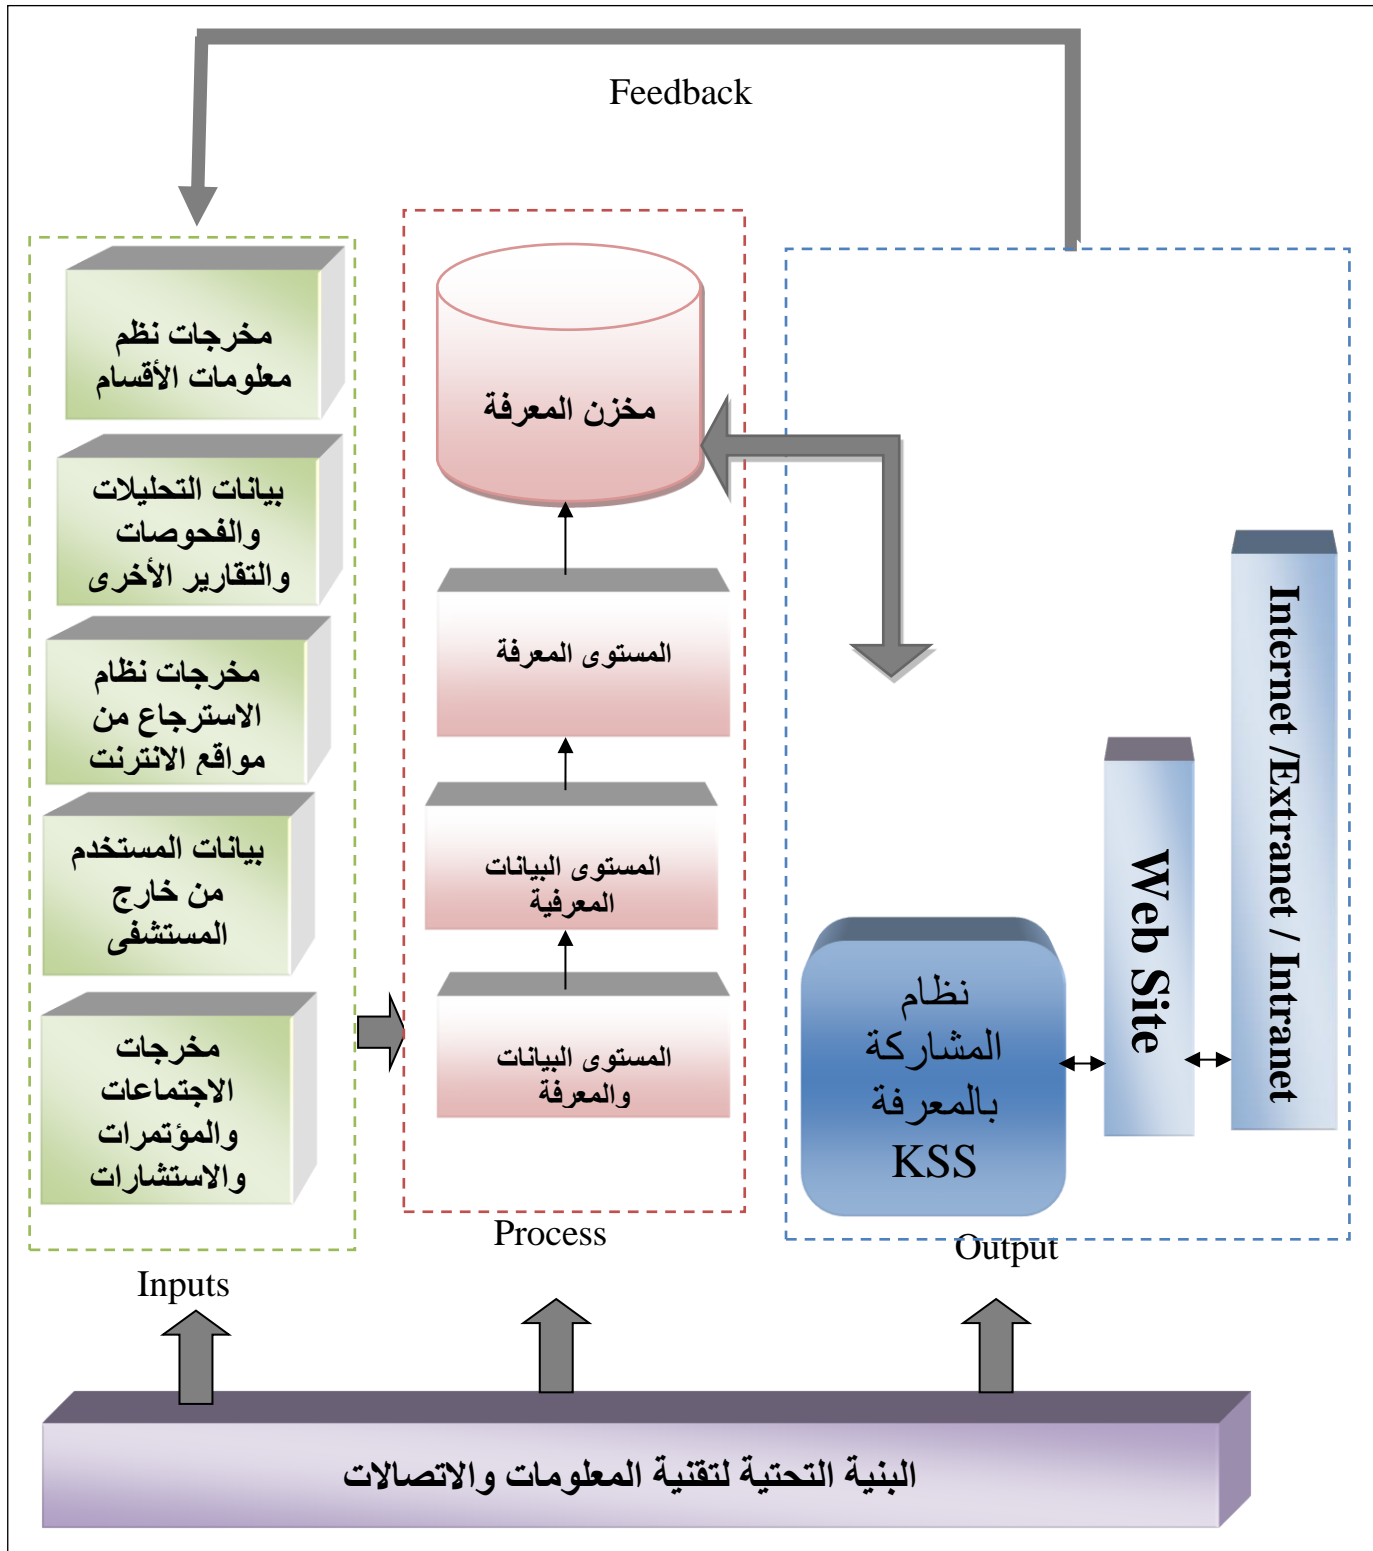 Feedback
مخرجات نظم
معلومات الأقسام
بيانات التحليلات
والفحوصات
والتقارير الأخرى
مخرجات نظام
الاسترجاع من
مواقع الانترنت
بيانات المستخدم
من خارج
المستشفى
مخرجات
الاجتماعات
والمؤتمرات
والاستشارات
Inputs
مخزن المعرفة
المستوى المعرفة
المستوى البيانات
المعرفية
المستوى البيانات
والمعرفة
Process
نظام
المشاركة
بالمعرفة
KSS
Web Site
Internet /Extranet / Intranet
Output
البنية التحتية لتقنية المعلومات والاتصالات